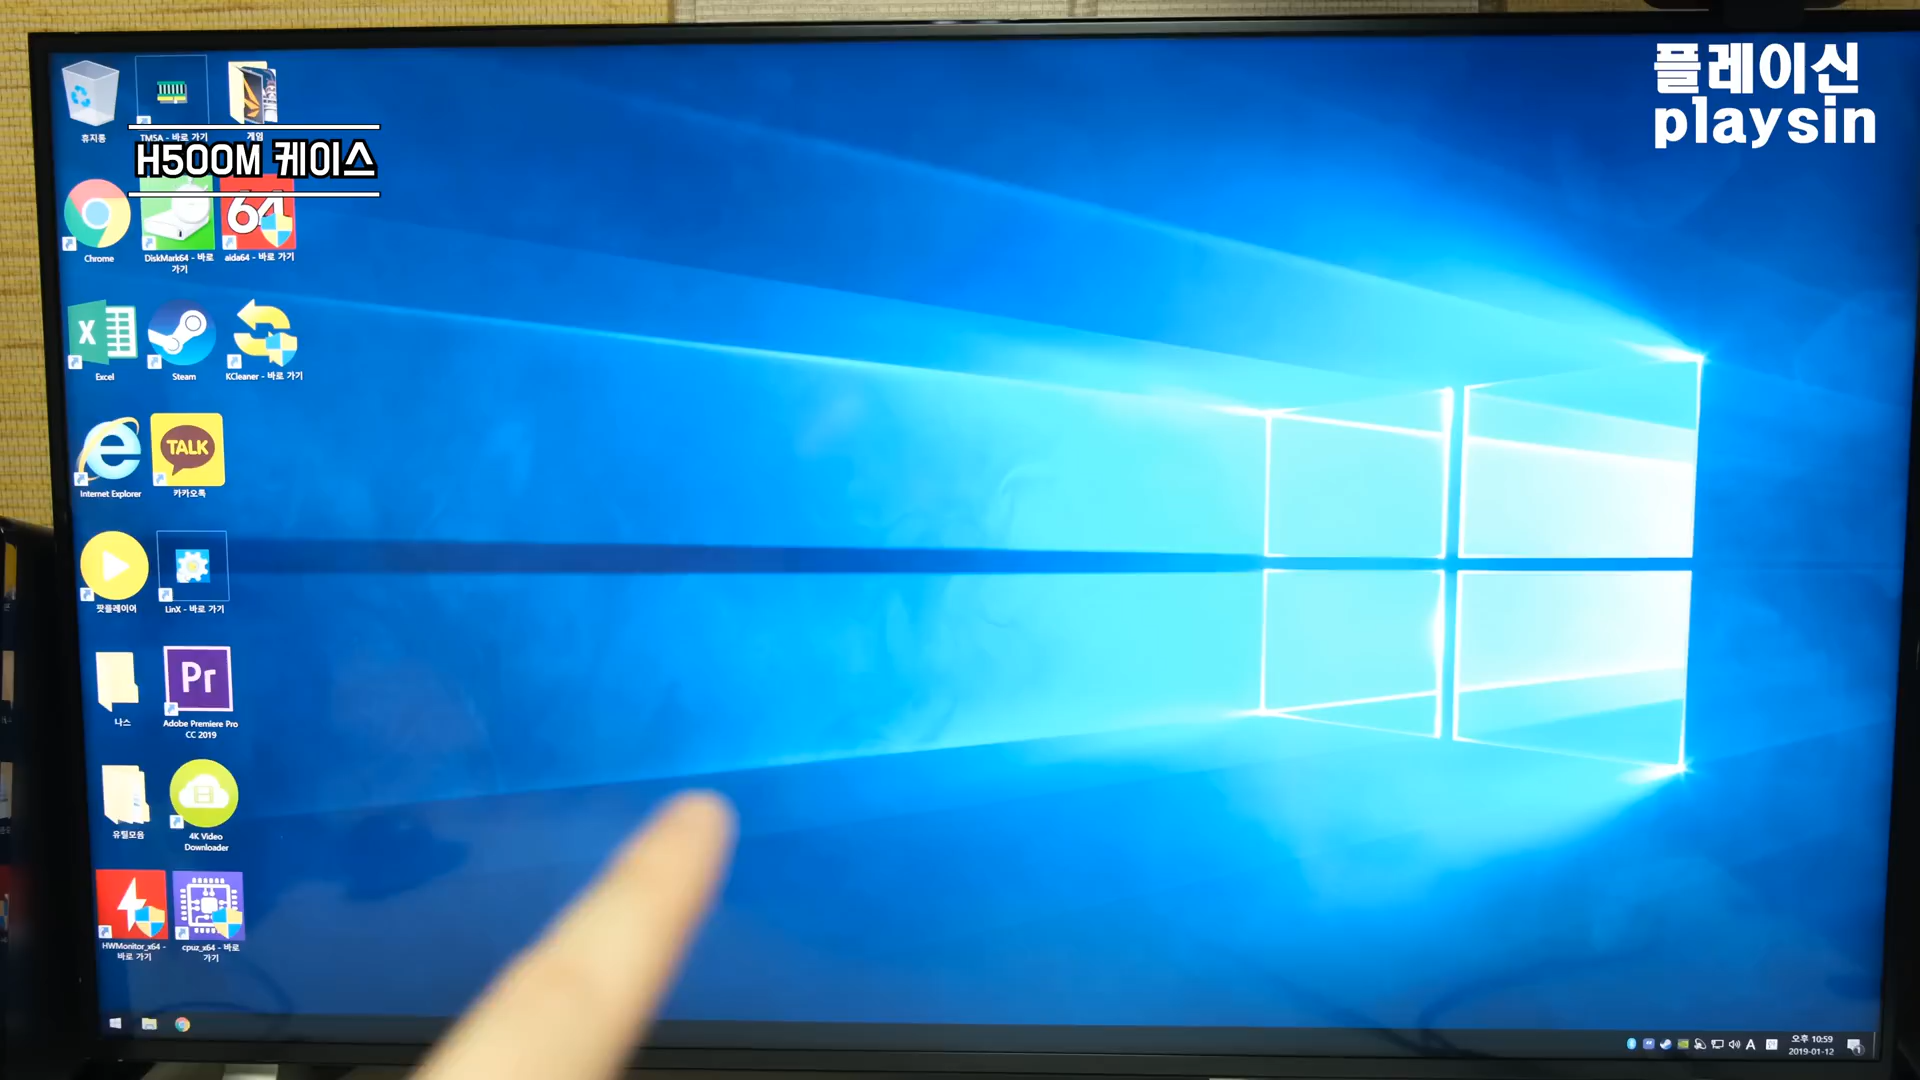 플레이신
playsin
휴지통
TM5A - 바로 가기
게임
H500M 케이스
Chrome
DiskMark64 - 바로
가기
64
aida64 - 바로 가기
X
Excel
Steam
KCleaner - 바로 가기
Internet Explorer
TALK
카카오톡
팟플레이어
LinX - 바로 가기
나스
Pr
Adobe Premiere Pro
CC 2019
유틸모음
4K Video
Downloader
HWMonitor_x64 -
바로 가기
cpuz_x64 - 바로
가기
A
오후 10:59
2019-01-12